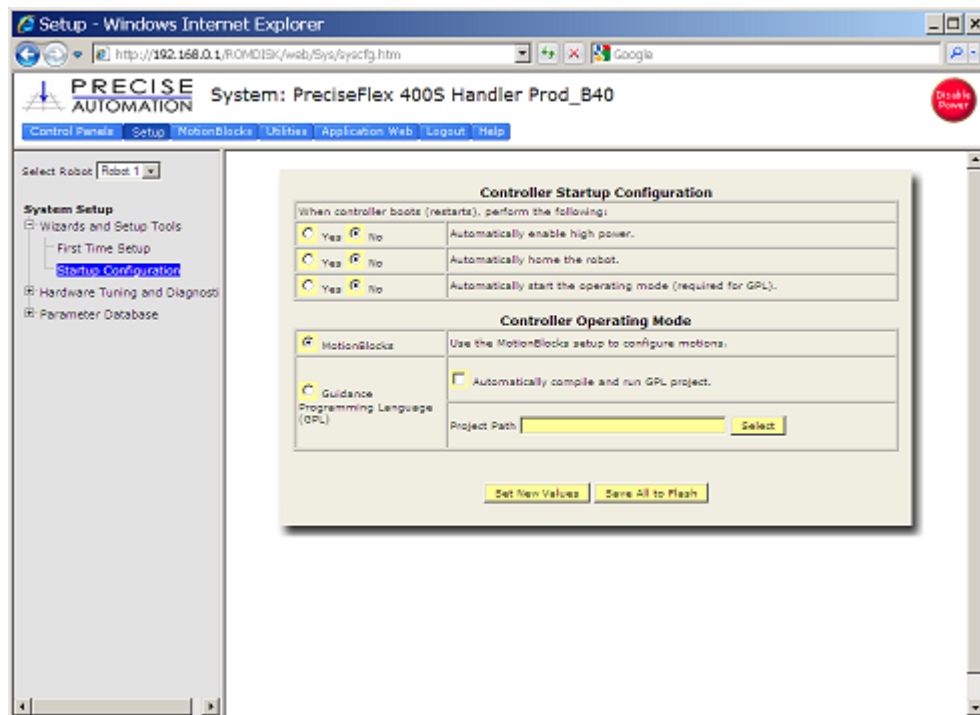 Setup - Windows Internet Explorer
http://192.168.0.1/ROMDISK/web/Sys/syscfg.htm
Google
PRECISE
AUTOMATION
System: PreciseFlex 400S Handler Prod_B40
Disable
Power
Control Panels Setup MotionBlocks Utilities Application Web Logout Help
Select Robot Robot 1
System Setup
Wizards and Setup Tools
First Time Setup
Startup Configuration
Hardware Tuning and Diagnosti
Parameter Database
Controller Startup Configuration
When controller boots (restarts), perform the following:
Yes No Automatically enable high power.
Yes No Automatically home the robot.
Yes No Automatically start the operating mode (required for GPL).
Controller Operating Mode
MotionBlocks Use the MotionBlocks setup to configure motions.
Guidance
Programming Language
(GPL)
Automatically compile and run GPL project.
Project Path Select
Set New Values Save All to Flash